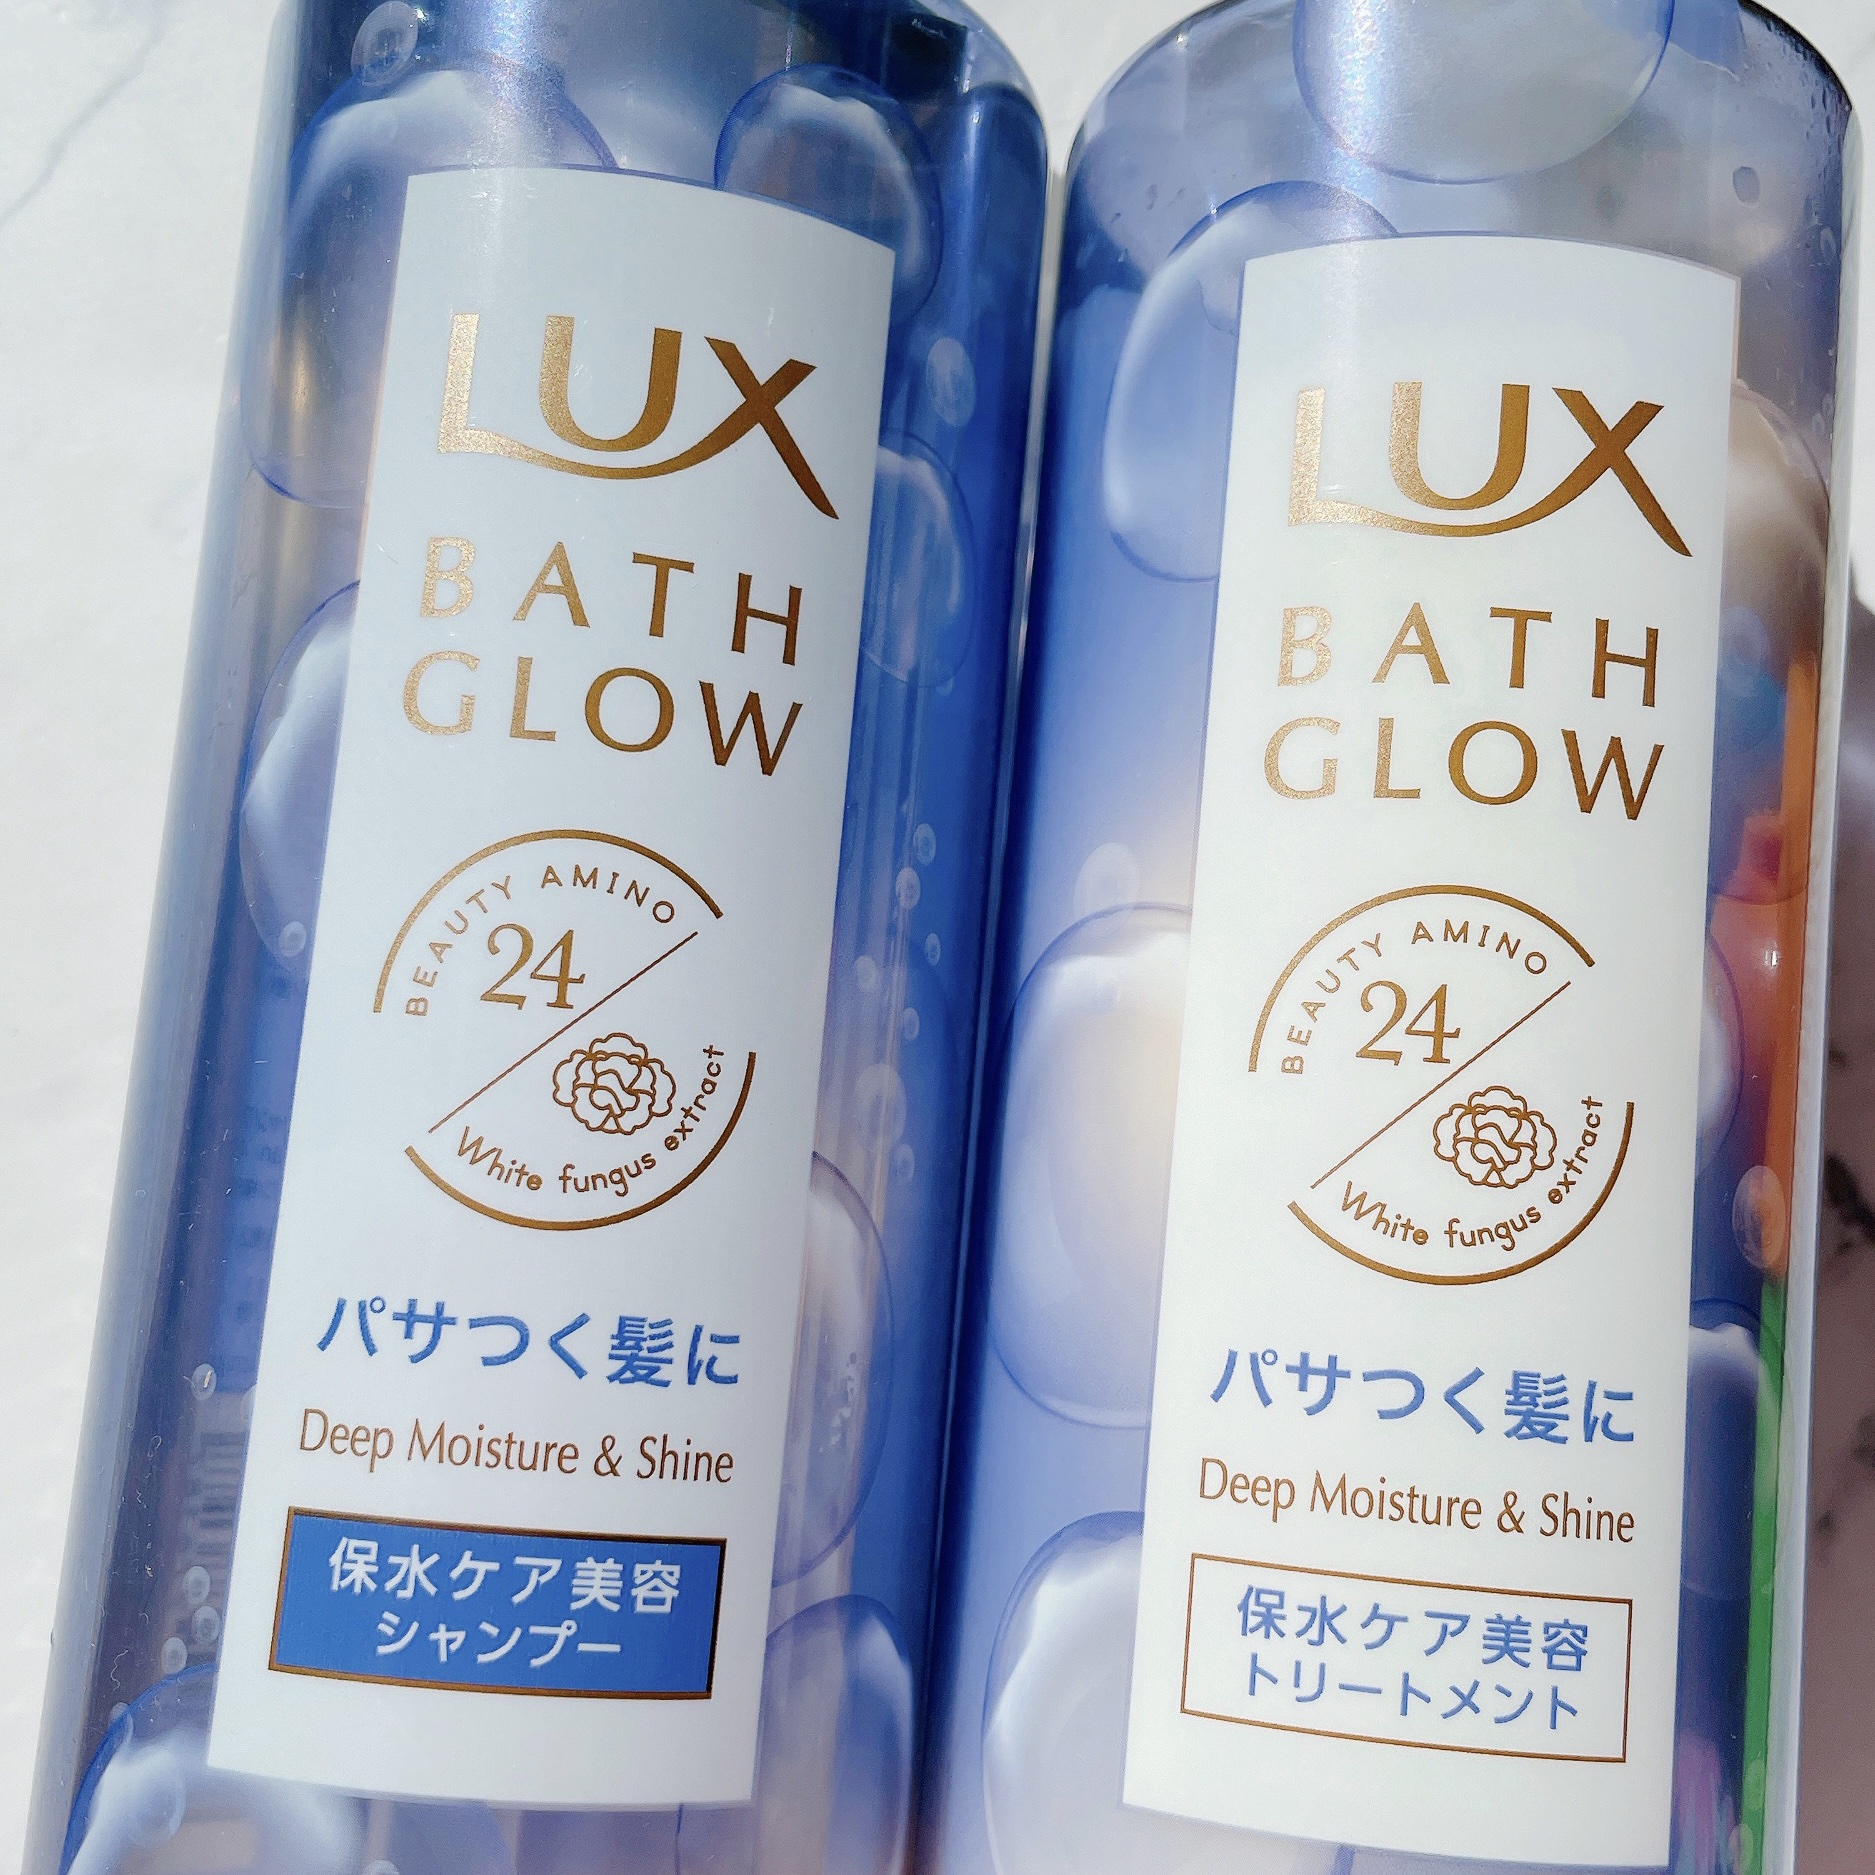 LUX
BATH
GLOW
BEAUTY AMINO
24
White fungus extract
パサつく髪に
Deep Moisture & Shine
保水ケア美容
シャンプー
LUX
BATH
GLOW
BEAUTY AMINO
24
White fungus extract
パサつく髪に
Deep Moisture & Shine
保水ケア美容
トリートメント